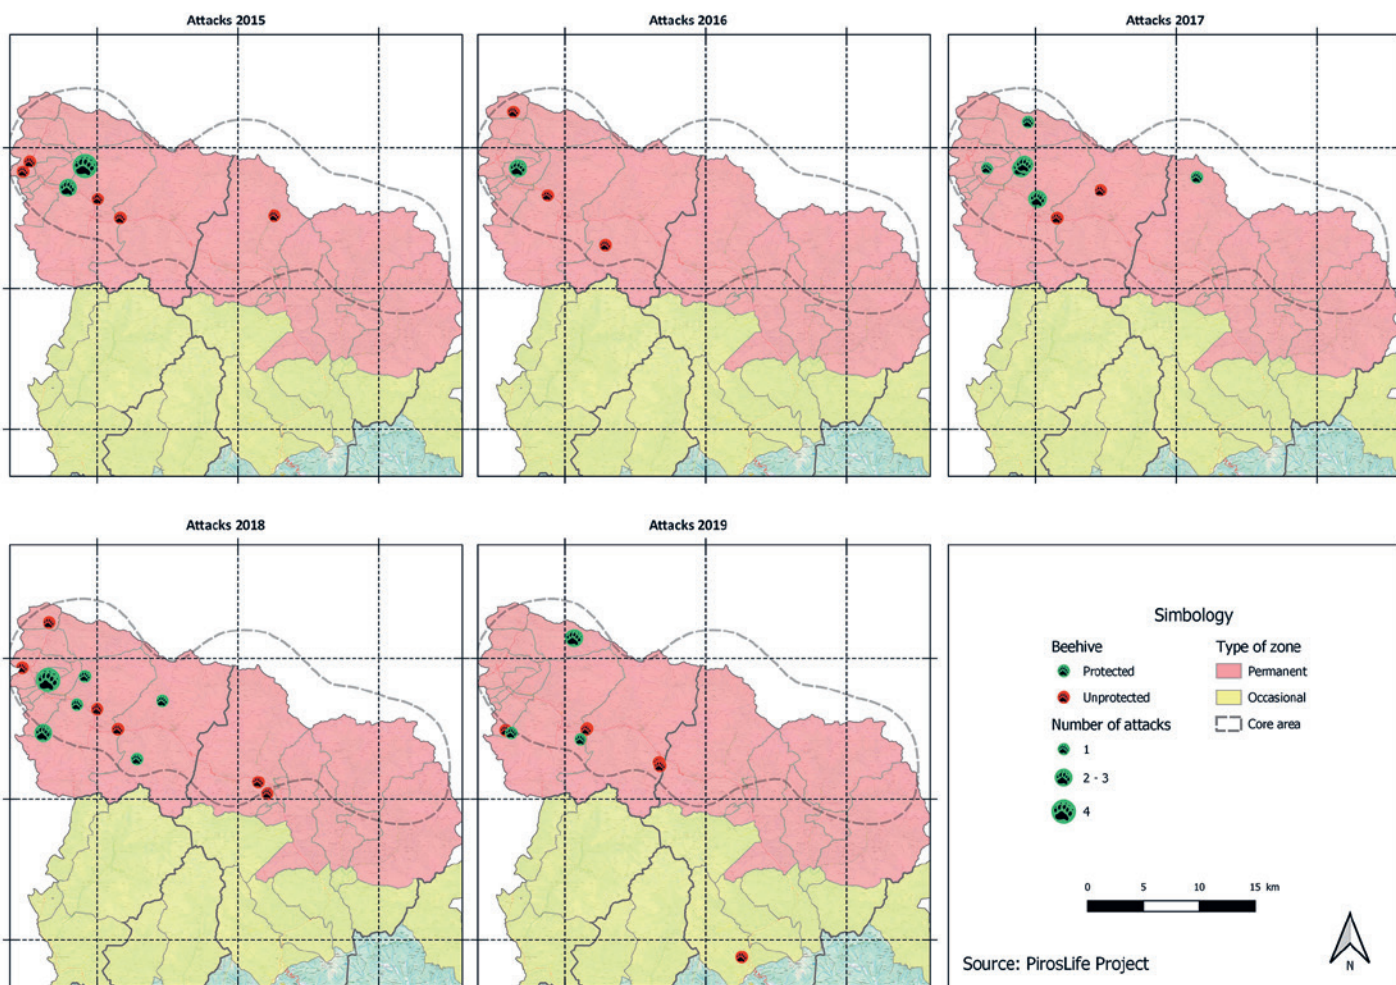 Attacks 2015
Attacks 2016
Attacks 2017
Attacks 2018
Attacks 2019
Simbology
Beehive
Protected
Unprotected
Number of attacks
1
2 - 3
4
Type of zone
Permanent
Occasional
Core area
0 5 10 15 km
Source: PirosLife Project
N